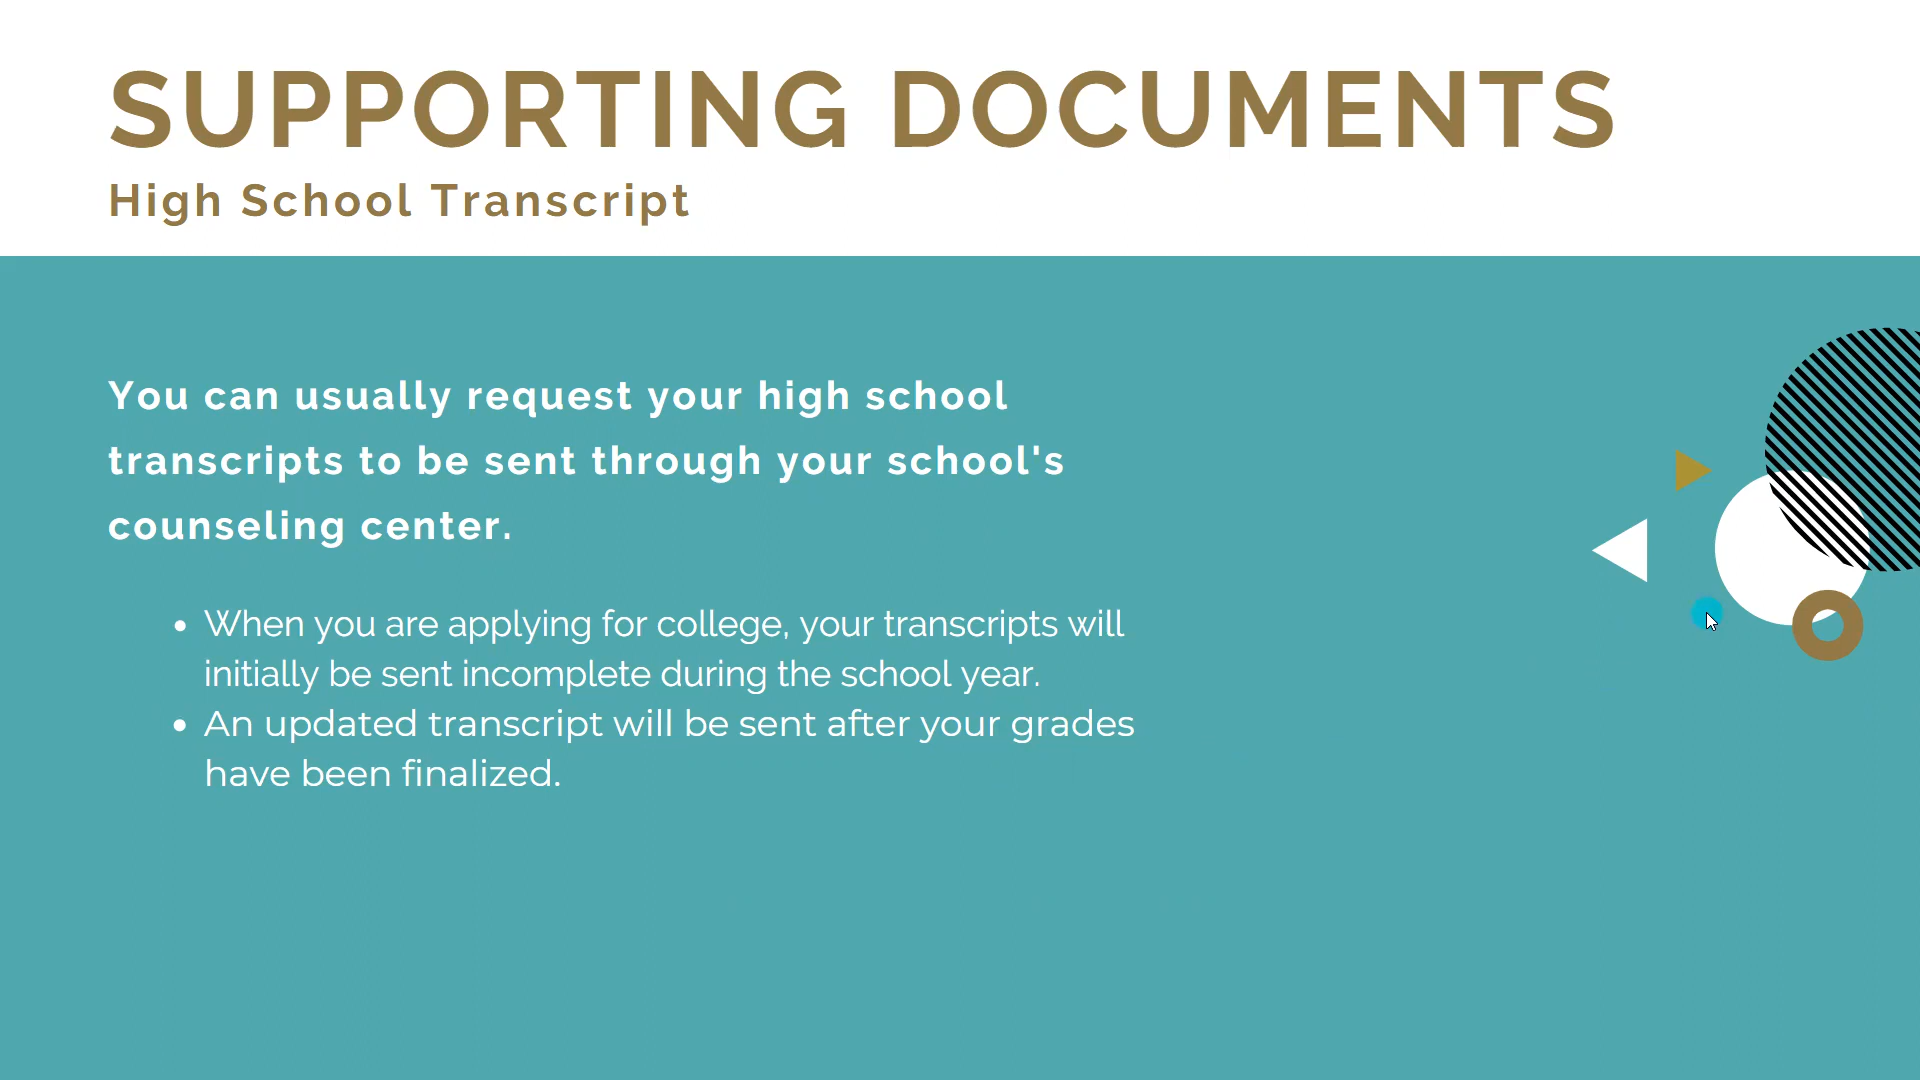 SUPPORTING DOCUMENTS
High School Transcript
You can usually request your high school
transcripts to be sent through your school's
counseling center.
• When you are applying for college, your transcripts will
initially be sent incomplete during the school year.
• An updated transcript will be sent after your grades
have been finalized.